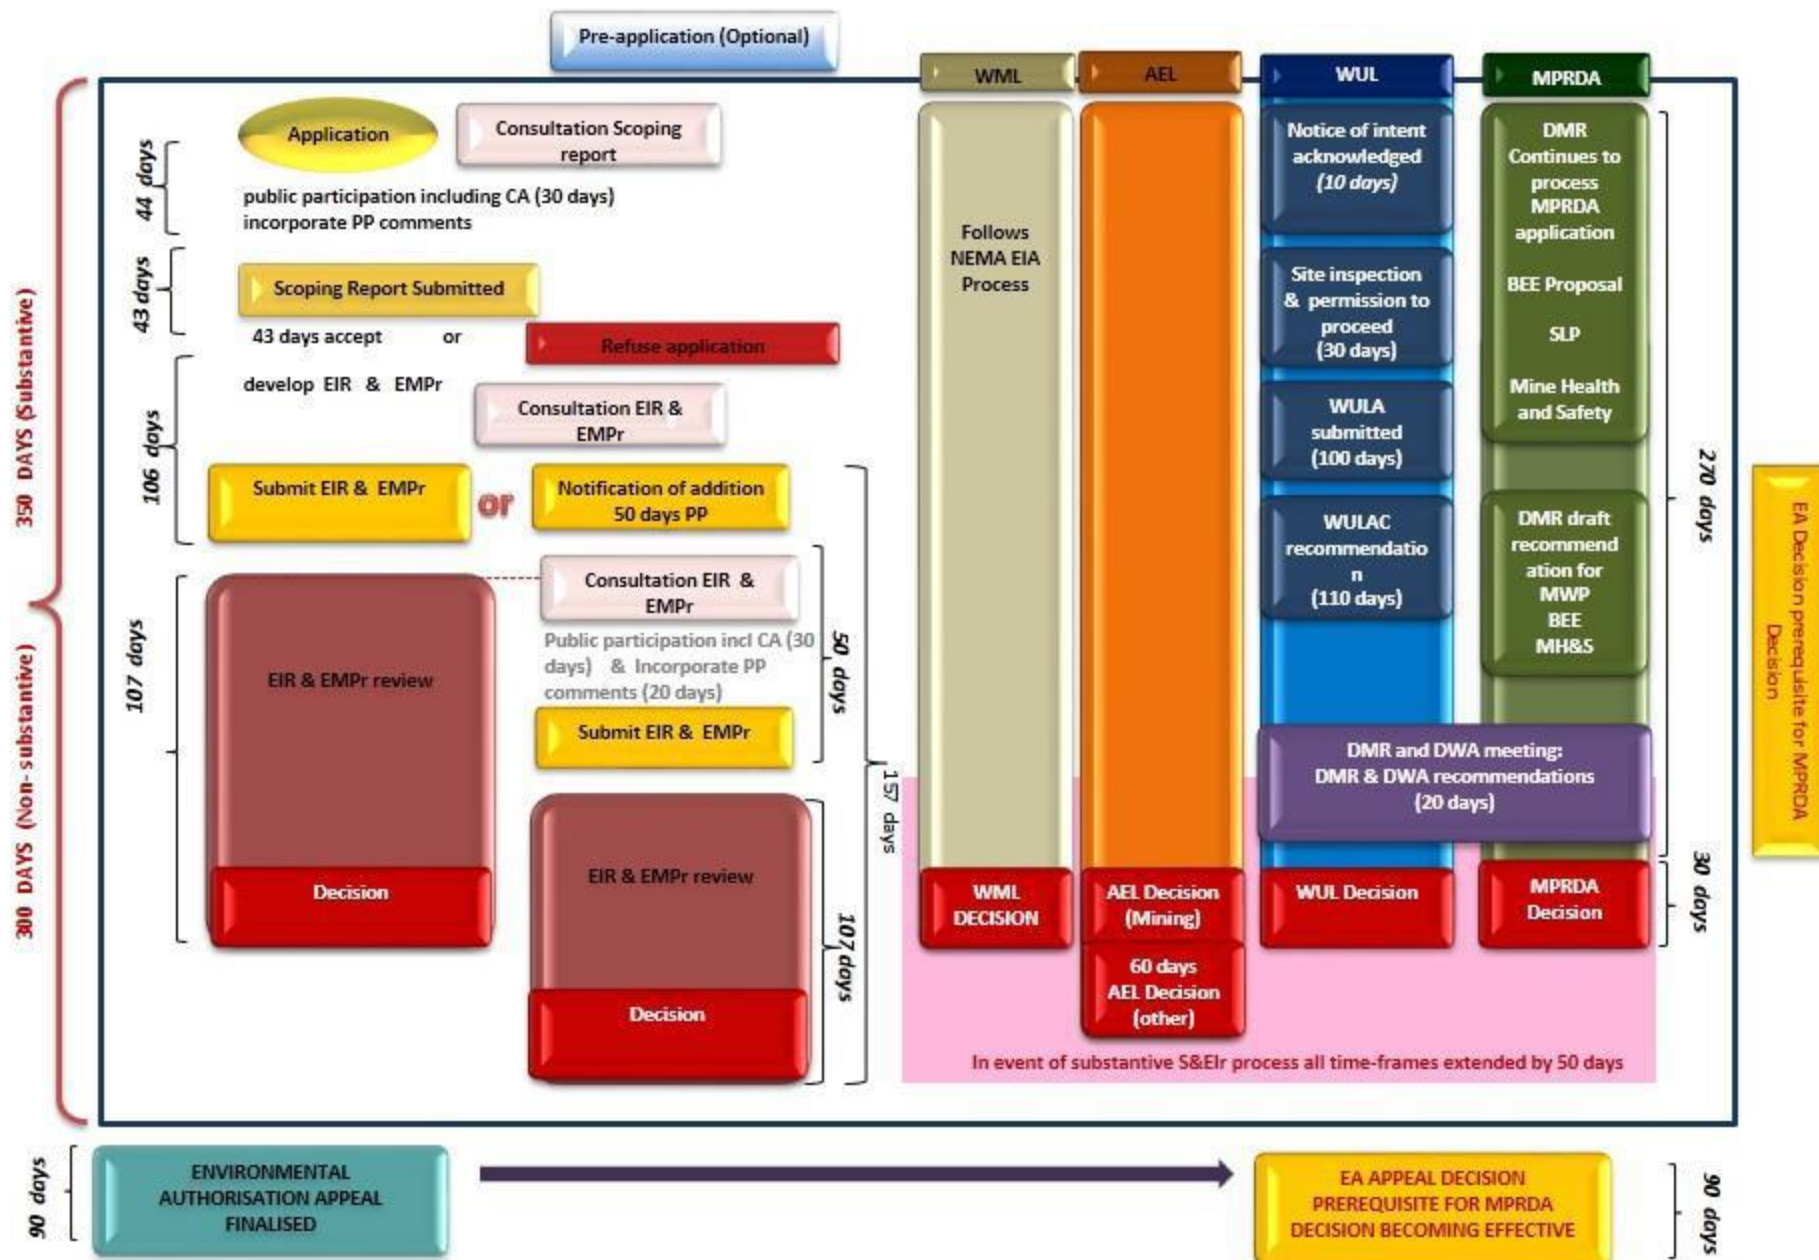 Pre-application (Optional)
WML
AEL
WUL
MPRDA
350 DAYS (Substantive)
300 DAYS (Non- substantive)
44 days
Application
Consultation Scoping
report
public participation including CA (30 days)
incorporate PP comments
43 days
Scoping Report Submitted
43 days accept or
Refuse application
106 days
develop EIR & EMPr
Consultation EIR &
EMPr
Submit EIR & EMPr
or
Notification of addition
50 days PP
107 days
EIR & EMPr review
Decision
Consultation EIR &
EMPr
Public participation incl CA (30
days) & Incorporate PP
comments (20 days)
Submit EIR & EMPr
50 days
EIR & EMPr review
Decision
107 days
157 days
Follows
NEMA EIA
Process
WML
DECISION
AEL Decision
(Mining)
60 days
AEL Decision
(other)
Notice of intent
acknowledged
(10 days)
Site inspection
& permission to
proceed
(30 days)
WULA
submitted
(100 days)
WULAC
recommendatio
n
(110 days)
DMR
Continues to
process
MPRDA
application
BEE Proposal
SLP
Mine Health
and Safety
DMR draft
recommend
ation for
MWP
BEE
MH&S
DMR and DWA meeting:
DMR & DWA recommendations
(20 days)
WUL Decision
MPRDA
Decision
270 days
30 days
EA Decision prerequisite for MPRDA
Decision
In event of substantive S&EIr process all time-frames extended by 50 days
90 days
ENVIRONMENTAL
AUTHORISATION APPEAL
FINALISED
EA APPEAL DECISION
PREREQUISITE FOR MPRDA
DECISION BECOMING EFFECTIVE
90 days